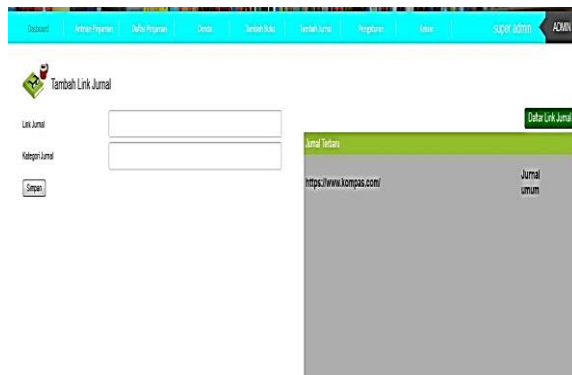 Dasboard Antrian Pinjaman Daftar Pinjaman Denda Tambah Buku Tambah Jurnal Pengaturan Keluar super admin ADMIN
Tambah Link Jurnal
Link Jurnal
Daftar Link Jurnal
Jurnal Terbaru
Kategori Jurnal
https://www.kompas.com/ Jurnal
umum
Simpan